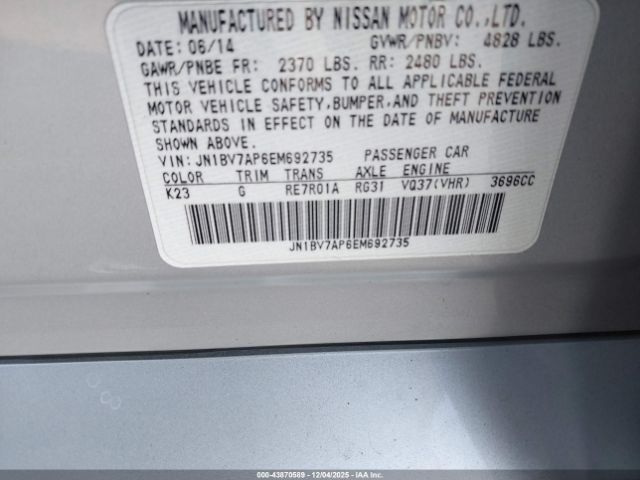 MANUFACTURED BY NISSAN MOTOR CO.,LTD.
DATE: 06/14 GVWR/PNBV: 4828 LBS.
GAWR/PNBE FR: 2370 LBS. RR: 2480 LBS.
THIS VEHICLE CONFORMS TO ALL APPLICABLE FEDERAL
MOTOR VEHICLE SAFETY,BUMPER,AND THEFT PREVENTION
STANDARDS IN EFFECT ON THE DATE OF MANUFACTURE
SHOWN ABOVE.
VIN: JN1BV7AP6EM692735 PASSENGER CAR
COLOR TRIM TRANS AXLE ENGINE
K23 G RE7R01A RG31 VQ37(VHR) 3696CC
JN1BV7AP6EM692735
000-43870589 - 12/04/2025 - IAAI.COM